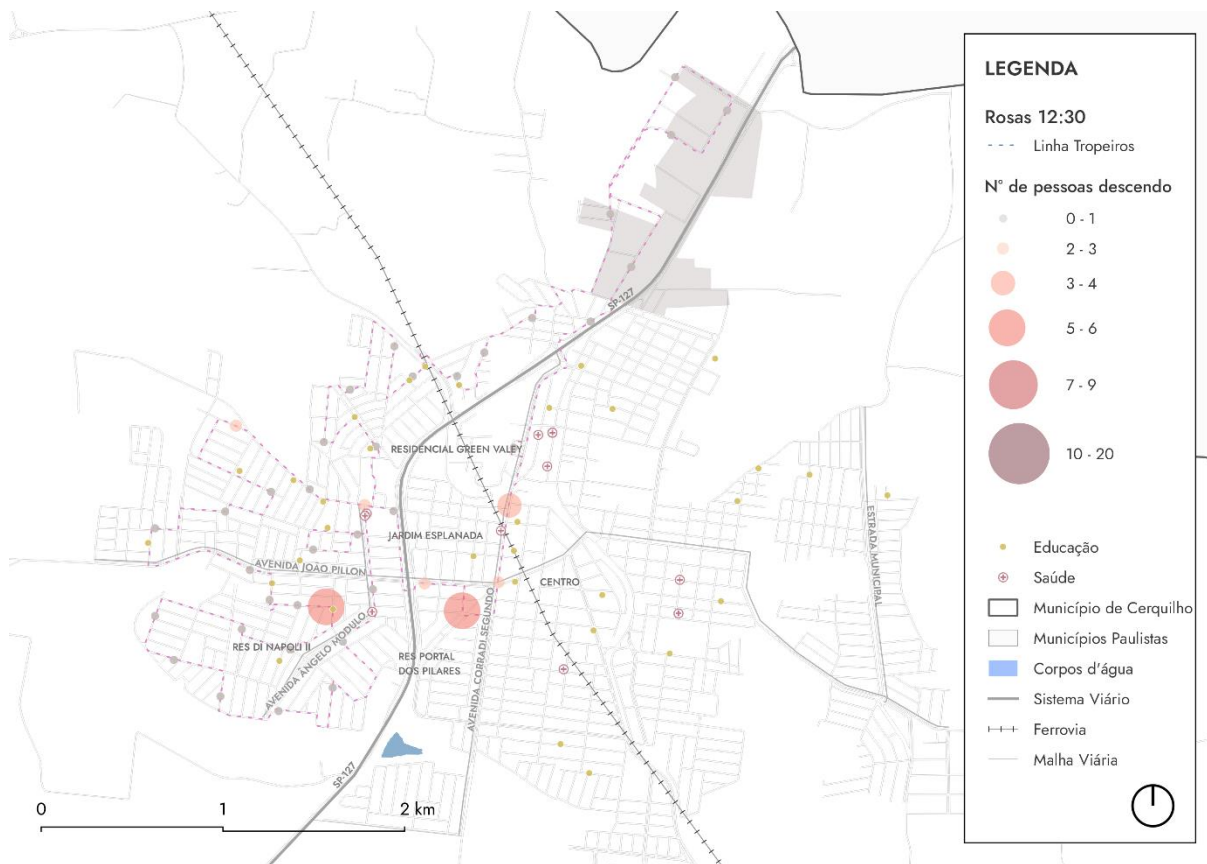 SP-127
RESIDENCIAL GREEN VALEY
JARDIM ESPLANADA
AVENIDA JOÃO PILLON
CENTRO
ESTRADA MUNICIPAL
RES DI NAPOLI II
AVENIDA ÂNGELO MODULO
RES PORTAL
DOS PILARES
AVENIDA CORRADI SEGUNDO
SP-127
0 1 2 km
LEGENDA
Rosas 12:30
Linha Tropeiros
N° de pessoas descendo
0 - 1
2 - 3
3 - 4
5 - 6
7 - 9
10 - 20
Educação
Saúde
Município de Cerquilho
Municípios Paulistas
Corpos d'água
Sistema Viário
Ferrovia
Malha Viária